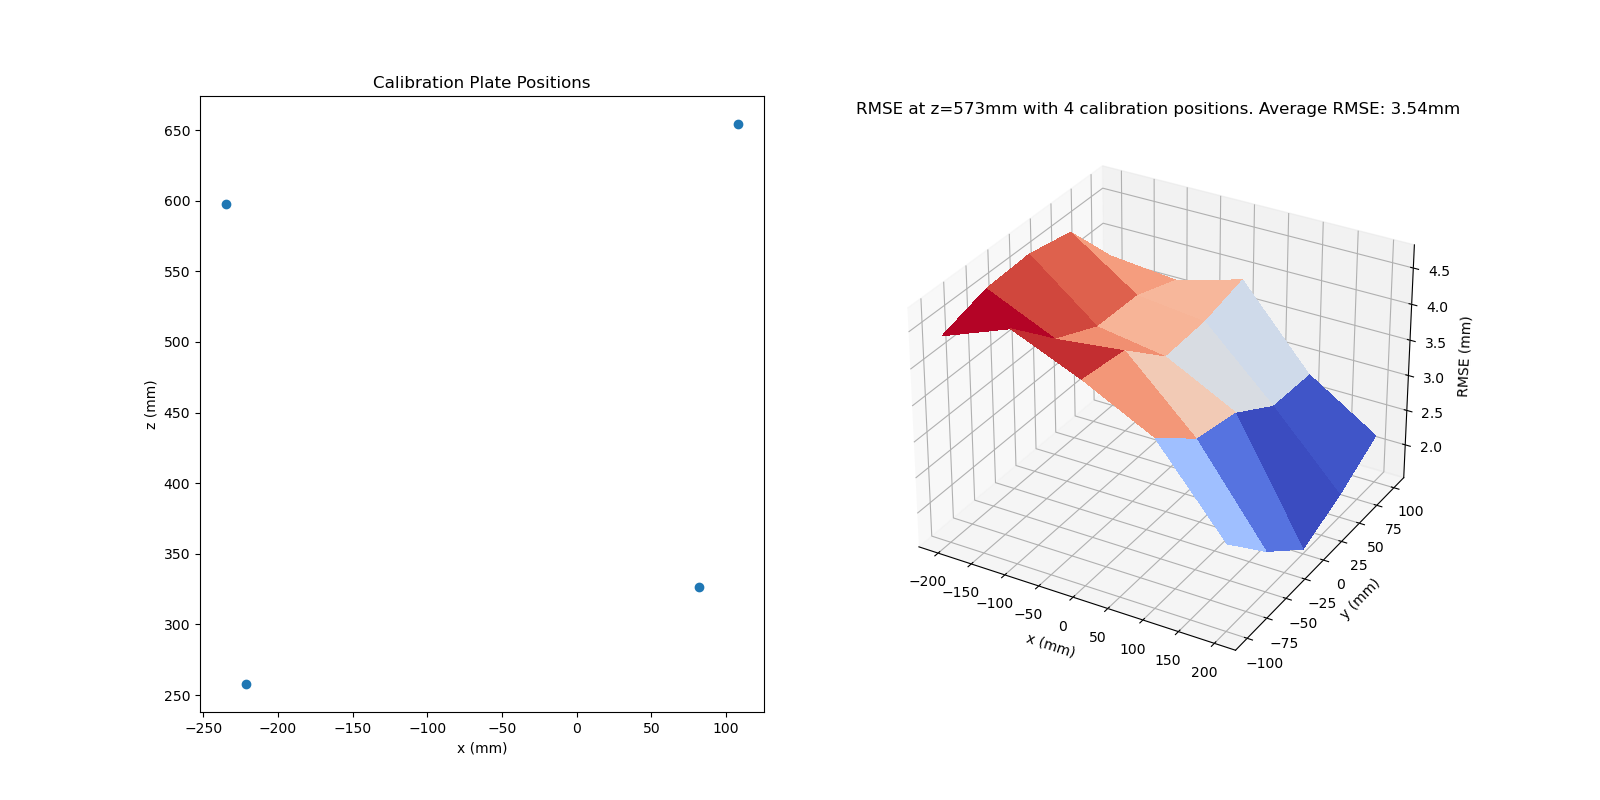 Calibration Plate Positions
650
600
550
500
450
400
350
300
250
z (mm)
−250 −200 −150 −100 −50 0 50 100
x (mm)
RMSE at z=573mm with 4 calibration positions. Average RMSE: 3.54mm
4.5
4.0
3.5
3.0
2.5
2.0
RMSE (mm)
−200 −150 −100 −50 0 50 100 150 200
x (mm)
100
75
50
25
0
−25
−50
−75
−100
y (mm)